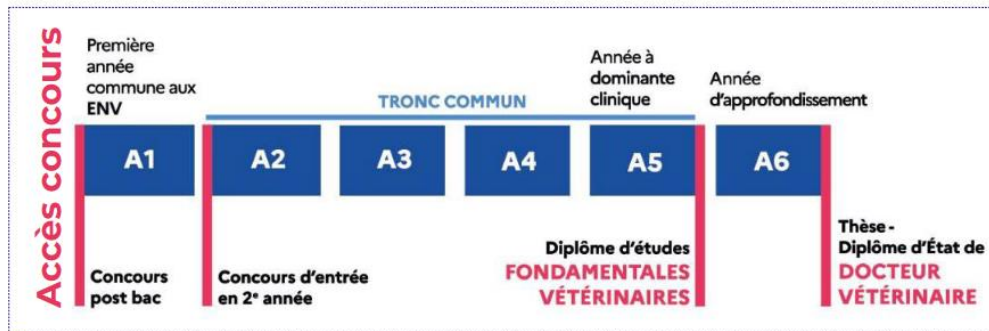 Accès concours
Première
année
commune aux
ENV
TRONC COMMUN
Année à
dominante
clinique
Année
d'approfondissement
A1
A2
A3
A4
A5
A6
Concours
post bac
Concours d'entrée
en 2e année
Diplôme d'études
FONDAMENTALES
VÉTÉRINAIRES
Thèse -
Diplôme d'État de
DOCTEUR
VÉTÉRINAIRE